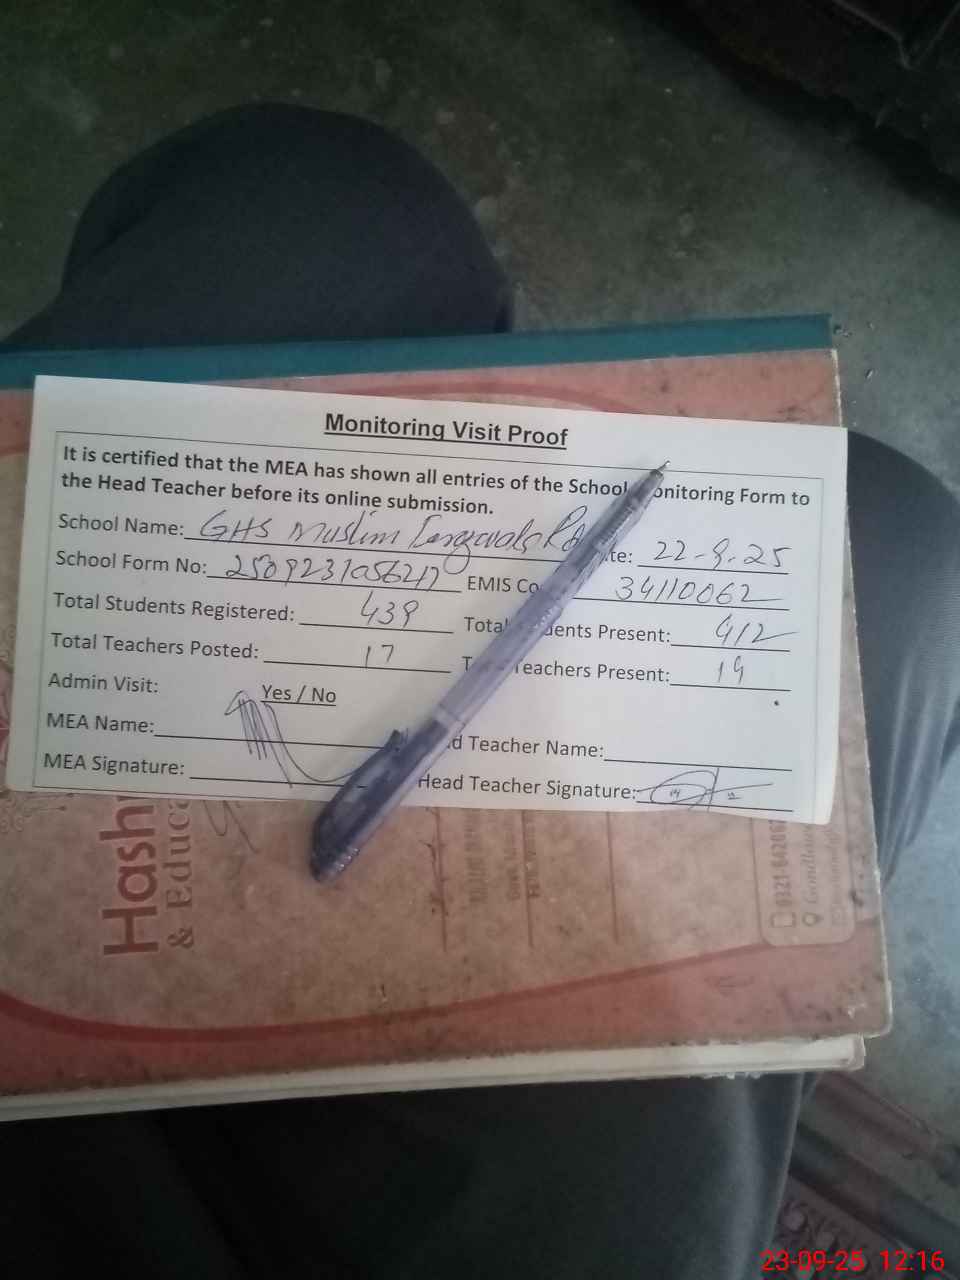 Monitoring Visit Proof
It is certified that the MEA has shown all entries of the School onitoring Form to
the Head Teacher before its online submission.
School Name: GHS Muslim te: 22-9-25
School Form No: EMIS Co 34110062
Total Students Registered: 439 Total dents Present: 412
Total Teachers Posted: 17 T Teachers Present: 14
Admin Visit: Yes / No
MEA Name: d Teacher Name:
MEA Signature: Head Teacher Signature:
Hash
& Educa
23-09-25 12:16